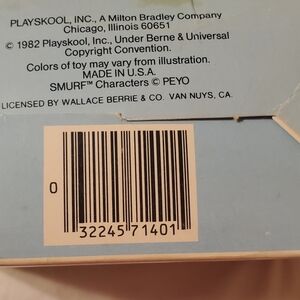 PLAYSKOOL, INC., A Milton Bradley Company
Chicago, Illinois 60651
© 1982 Playskool, Inc., Under Berne & Universal
Copyright Convention.
Colors of toy may vary from illustration.
MADE IN U.S.A.
SMURF™ Characters © PEYO
LICENSED BY WALLACE BERRIE & CO. VAN NUYS, CA.
0
32245 71401